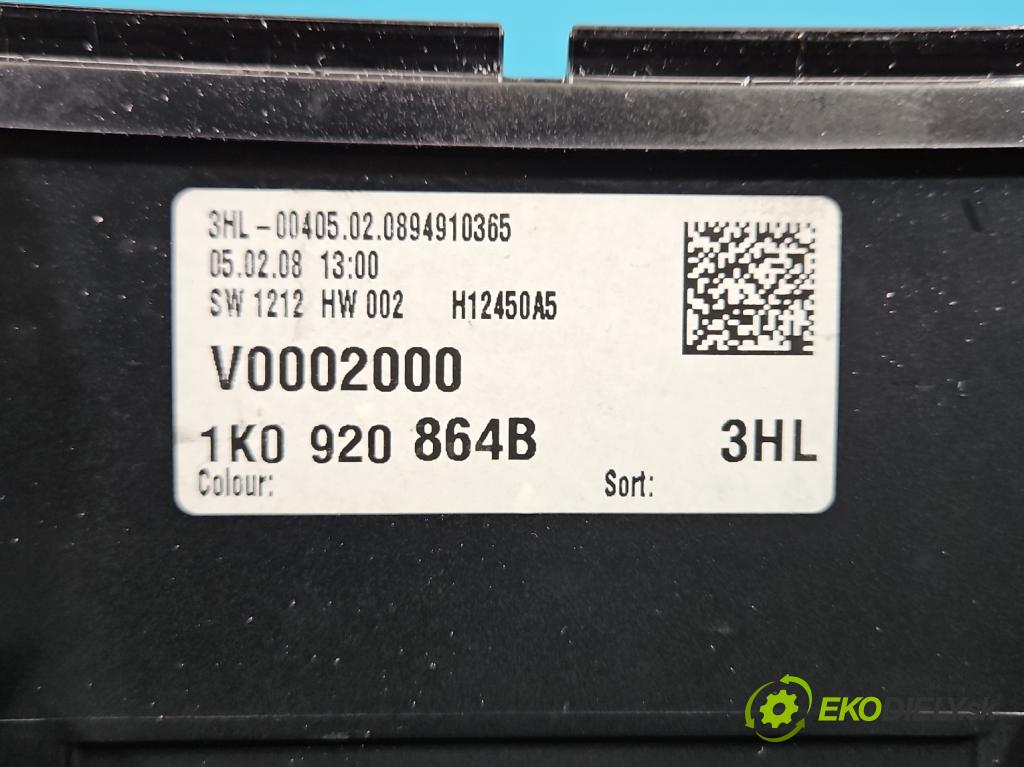 3HL-00405.02.0894910365
05.02.08 13:00
SW 1212 HW 002 H12450A5
V0002000
1K0 920 864B 3HL
Colour: Sort:
EKODIELY.SK